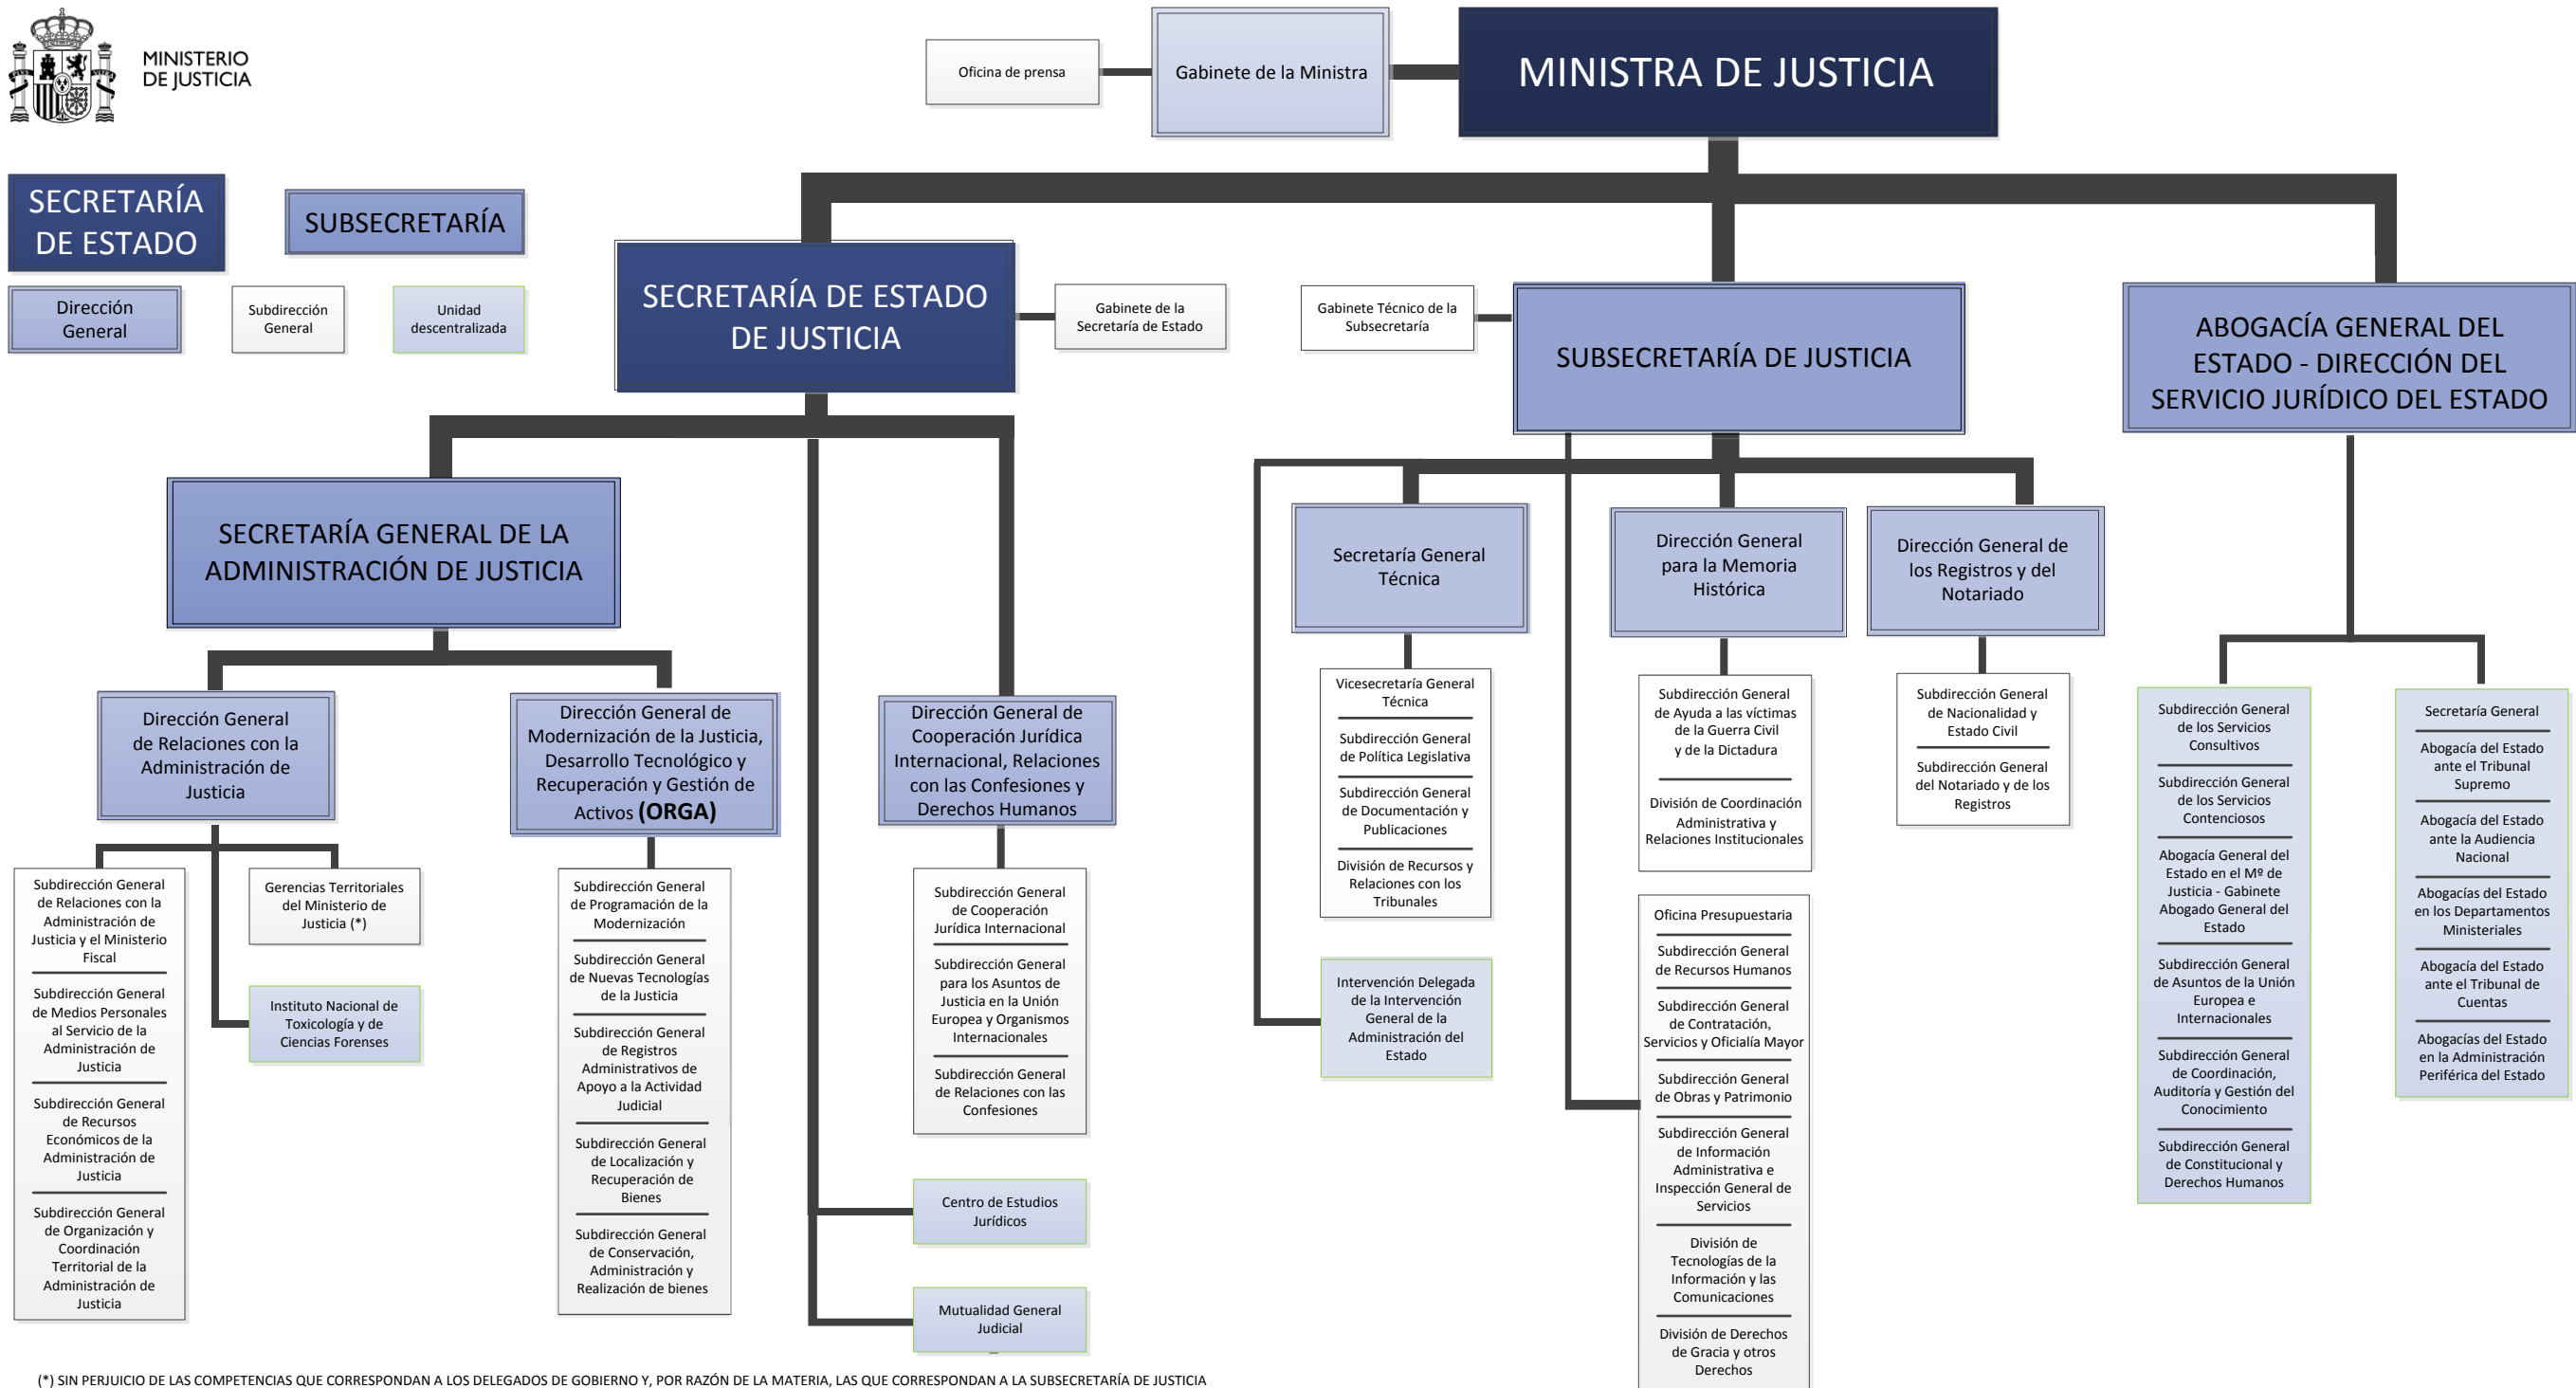 MINISTERIO
DE JUSTICIA
Oficina de prensa
Gabinete de la Ministra
MINISTRA DE JUSTICIA
SECRETARÍA
DE ESTADO
SUBSECRETARÍA
Dirección
General
Subdirección
General
Unidad
descentralizada
SECRETARÍA DE ESTADO
DE JUSTICIA
Gabinete de la
Secretaría de Estado
Gabinete Técnico de la
Subsecretaría
SUBSECRETARÍA DE JUSTICIA
ABOGACÍA GENERAL DEL
ESTADO - DIRECCIÓN DEL
SERVICIO JURÍDICO DEL ESTADO
SECRETARÍA GENERAL DE LA
ADMINISTRACIÓN DE JUSTICIA
Secretaría General
Técnica
Dirección General
para la Memoria
Histórica
Dirección General de
los Registros y del
Notariado
Dirección General
de Relaciones con la
Administración de
Justicia
Dirección General de
Modernización de la Justicia,
Desarrollo Tecnológico y
Recuperación y Gestión de
Activos (ORGA)
Dirección General de
Cooperación Jurídica
Internacional, Relaciones
con las Confesiones y
Derechos Humanos
Subdirección General
de Relaciones con la
Administración de
Justicia y el Ministerio
Fiscal
Subdirección General
de Medios Personales
al Servicio de la
Administración de
Justicia
Subdirección General
de Recursos
Económicos de la
Administración de
Justicia
Subdirección General
de Organización y
Coordinación
Territorial de la
Administración de
Justicia
Gerencias Territoriales
del Ministerio de
Justicia (*)
Instituto Nacional de
Toxicología y de
Ciencias Forenses
Subdirección General
de Programación de la
Modernización
Subdirección General
de Nuevas Tecnologías
de la Justicia
Subdirección General
de Registros
Administrativos de
Apoyo a la Actividad
Judicial
Subdirección General
de Localización y
Recuperación de
Bienes
Subdirección General
de Conservación,
Administración y
Realización de bienes
Subdirección General
de Cooperación
Jurídica Internacional
Subdirección General
para los Asuntos de
Justicia en la Unión
Europea y Organismos
Internacionales
Subdirección General
de Relaciones con las
Confesiones
Centro de Estudios
Jurídicos
Mutualidad General
Judicial
Vicesecretaría General
Técnica
Subdirección General
de Política Legislativa
Subdirección General
de Documentación y
Publicaciones
División de Recursos y
Relaciones con los
Tribunales
Intervención Delegada
de la Intervención
General de la
Administración del
Estado
Subdirección General
de Ayuda a las víctimas
de la Guerra Civil
y de la Dictadura
División de Coordinación
Administrativa y
Relaciones Institucionales
Oficina Presupuestaria
Subdirección General
de Recursos Humanos
Subdirección General
de Contratación,
Servicios y Oficialía Mayor
Subdirección General
de Obras y Patrimonio
Subdirección General
de Información
Administrativa e
Inspección General de
Servicios
División de
Tecnologías de la
Información y las
Comunicaciones
División de Derechos
de Gracia y otros
Derechos
Subdirección General
de Nacionalidad y
Estado Civil
Subdirección General
del Notariado y de los
Registros
Subdirección General
de los Servicios
Consultivos
Subdirección General
de los Servicios
Contenciosos
Abogacía General del
Estado en el Mº de
Justicia - Gabinete
Abogado General del
Estado
Subdirección General
de Asuntos de la Unión
Europea e
Internacionales
Subdirección General
de Coordinación,
Auditoría y Gestión del
Conocimiento
Subdirección General
de Constitucional y
Derechos Humanos
Secretaría General
Abogacía del Estado
ante el Tribunal
Supremo
Abogacía del Estado
ante la Audiencia
Nacional
Abogacías del Estado
en los Departamentos
Ministeriales
Abogacía del Estado
ante el Tribunal de
Cuentas
Abogacías del Estado
en la Administración
Periférica del Estado
(*) SIN PERJUICIO DE LAS COMPETENCIAS QUE CORRESPONDAN A LOS DELEGADOS DE GOBIERNO Y, POR RAZÓN DE LA MATERIA, LAS QUE CORRESPONDAN A LA SUBSECRETARÍA DE JUSTICIA